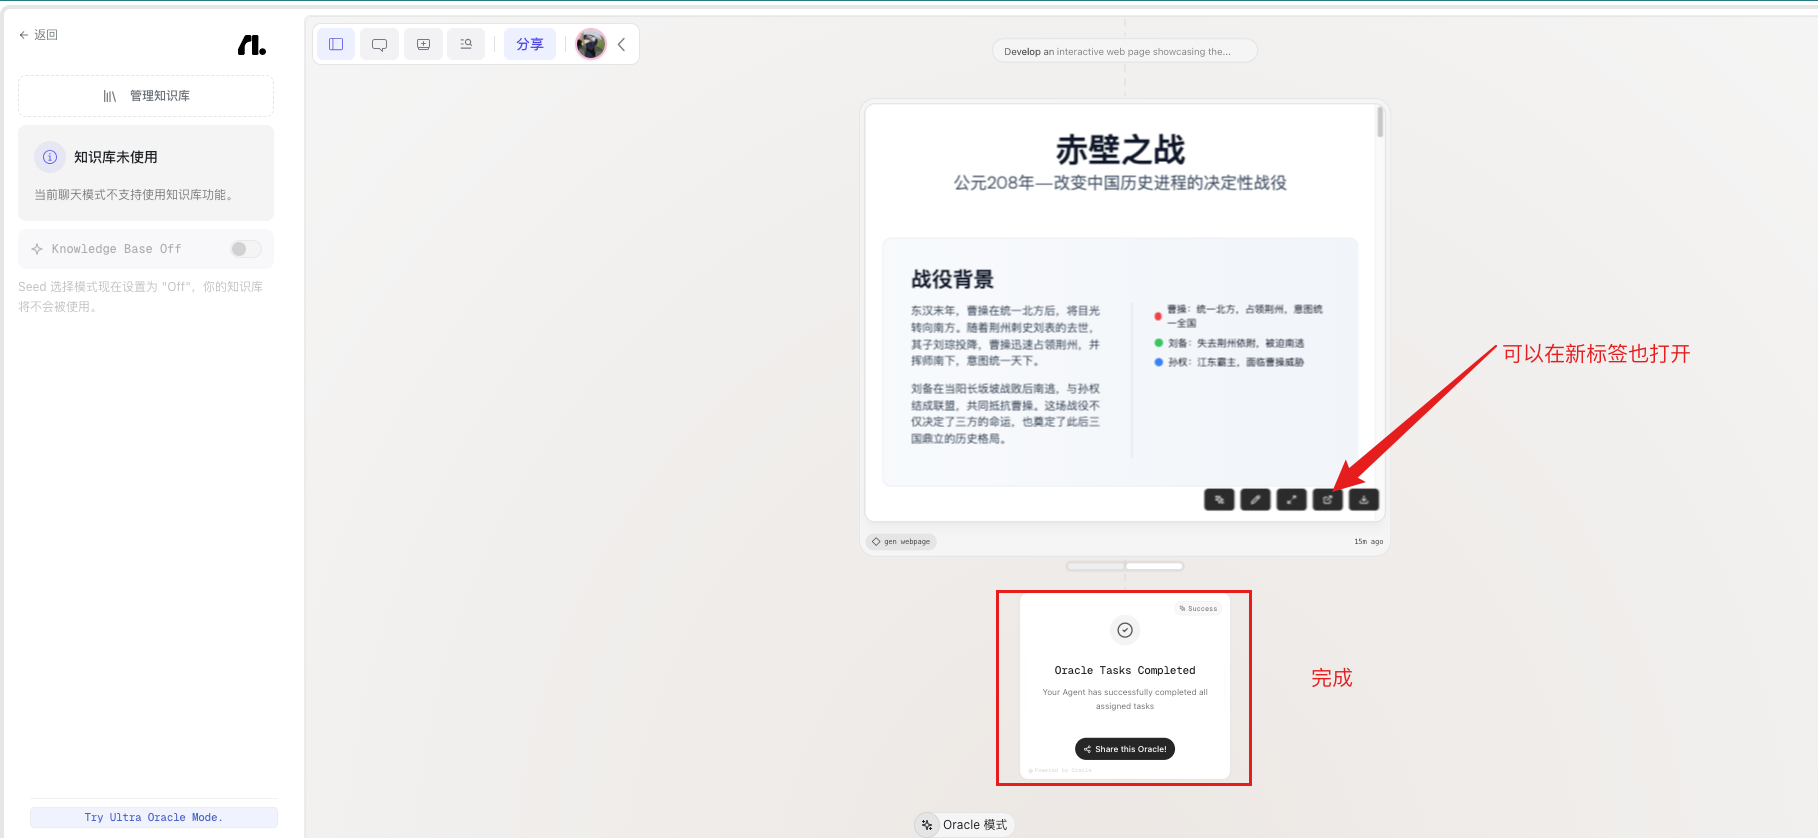 返回
管理知识库
知识库未使用
当前聊天模式不支持使用知识库功能。
Knowledge Base Off
Seed 选择模式现在设置为 "Off"，你的知识库
将不会被使用。
Try Ultra Oracle Mode.
分享
Develop an interactive web page showcasing the...
赤壁之战
公元208年—改变中国历史进程的决定性战役
战役背景
东汉末年，曹操在统一北方后，将目光
转向南方。随着荆州刺史刘表的去世，
其子刘琮投降，曹操迅速占领荆州，并
挥师南下，意图统一天下。
刘备在当阳长坂坡战败后南逃，与孙权
结成联盟，共同抵抗曹操。这场战役不
仅决定了三方的命运，也奠定了此后三
国鼎立的历史格局。
曹操：统一北方，占领荆州，意图统
一全国
刘备：失去荆州依附，被迫南逃
孙权：江东霸主，面临曹操威胁
可以在新标签也打开
gen webpage
15m ago
Success
Oracle Tasks Completed
Your Agent has successfully completed all
assigned tasks
Share this Oracle!
完成
Oracle 模式